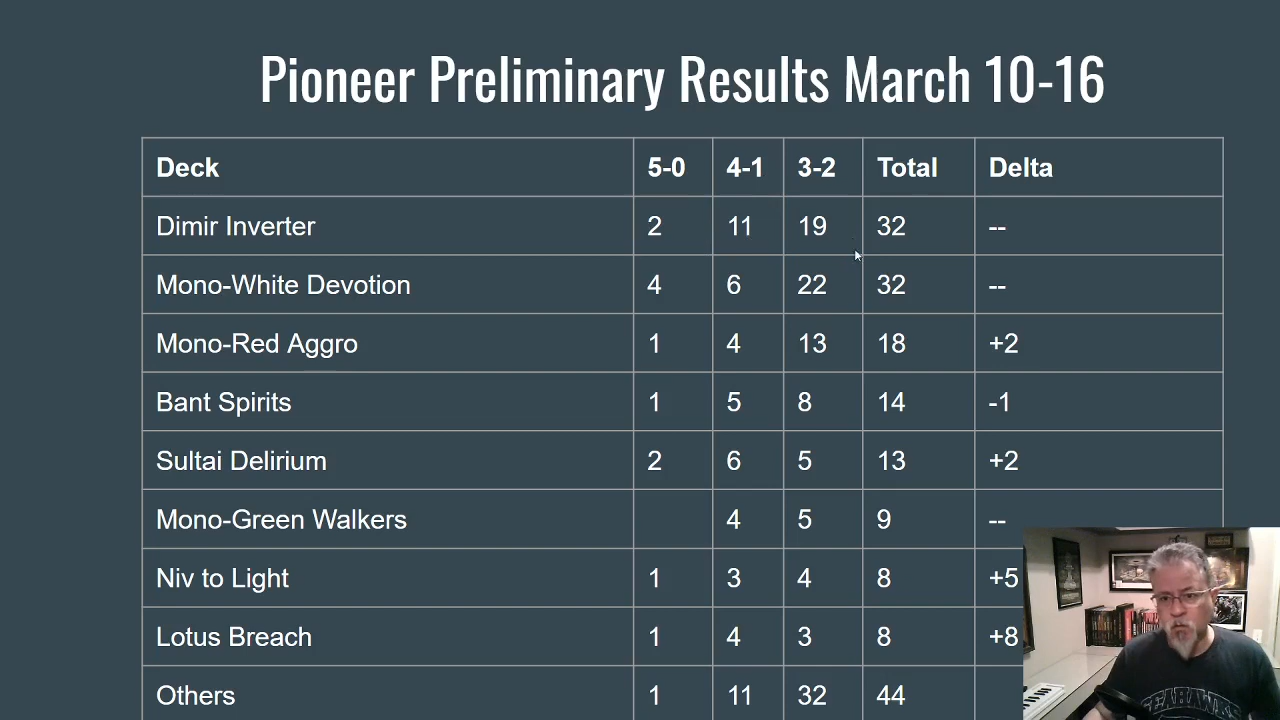 Pioneer Preliminary Results March 10-16
Deck 5-0 4-1 3-2 Total Delta
Dimir Inverter 2 11 19 32 --
Mono-White Devotion 4 6 22 32 --
Mono-Red Aggro 1 4 13 18 +2
Bant Spirits 1 5 8 14 -1
Sultai Delirium 2 6 5 13 +2
Mono-Green Walkers 4 5 9 --
Niv to Light 1 3 4 8 +5
Lotus Breach 1 4 3 8 +8
Others 1 11 32 44
SEAHAWKS